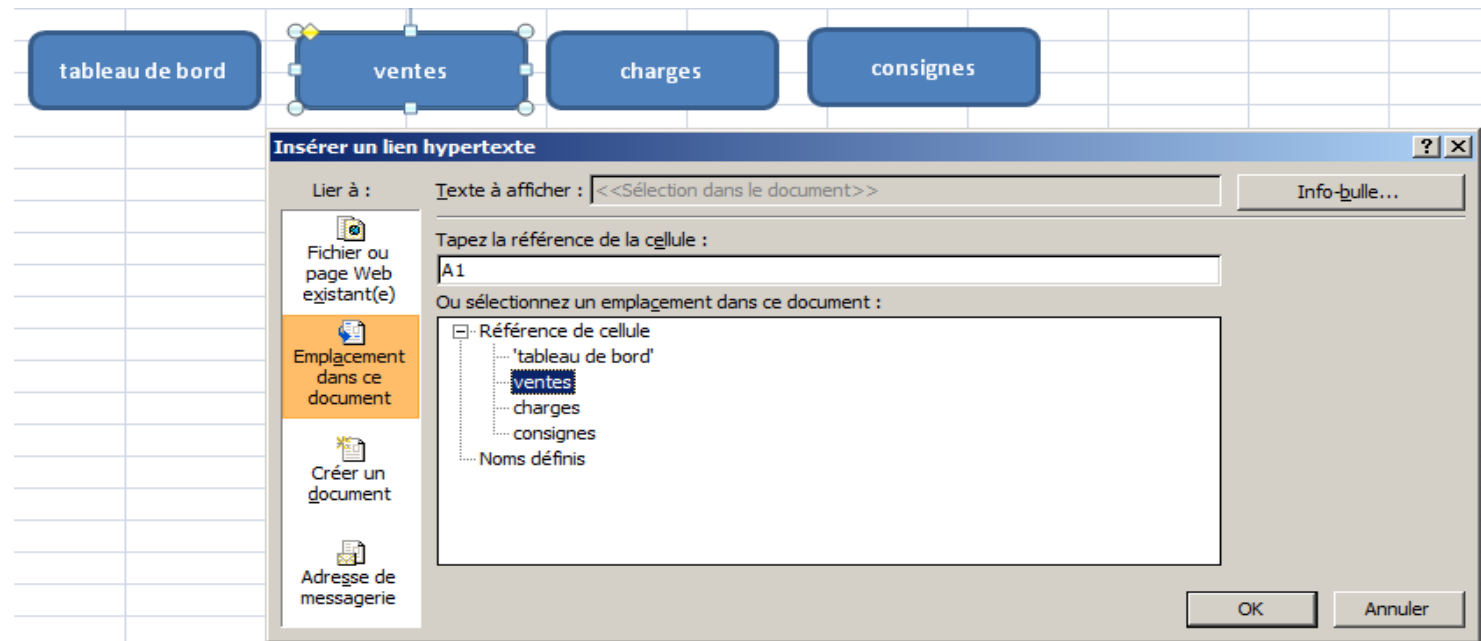 tableau de bord
ventes
charges
consignes
Insérer un lien hypertexte
Lier à :
Texte à afficher : <<Sélection dans le document>>
Info-bulle...
Fichier ou
page Web
existant(e)
Emplacement
dans ce
document
Créer un
document
Adresse de
messagerie
Tapez la référence de la cellule :
A1
Ou sélectionnez un emplacement dans ce document :
Référence de cellule
'tableau de bord'
ventes
charges
consignes
Noms définis
OK
Annuler